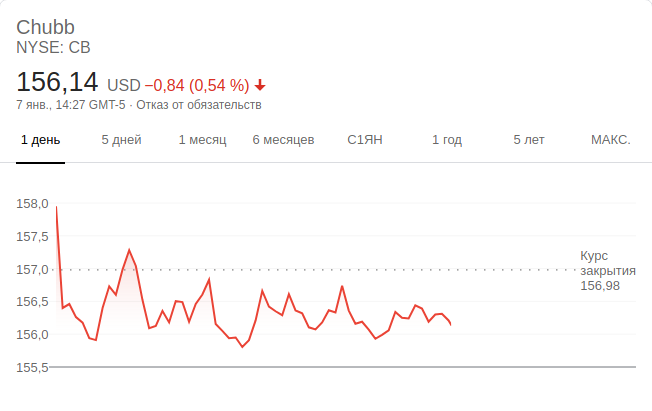 Chubb
NYSE: CB
156,14 USD −0,84 (0,54 %)
7 янв., 14:27 GMT-5 · Отказ от обязательств
1 день 5 дней 1 месяц 6 месяцев С1ЯН 1 год 5 лет МАКС.
158,0
157,5
157,0
156,5
156,0
155,5
Курс
закрытия
156,98